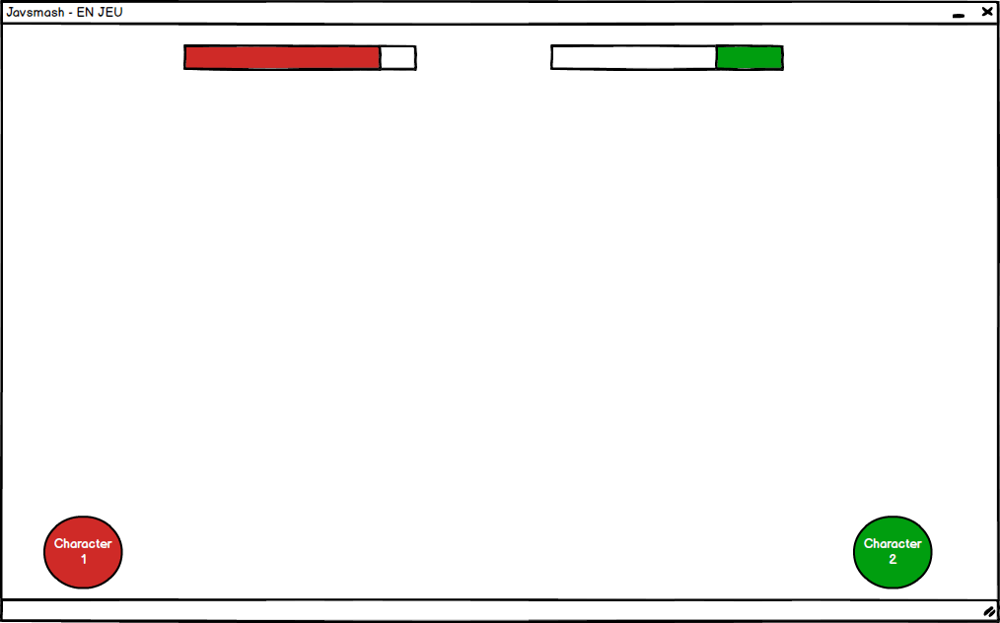 Javsmash - EN JEU
Character
1
Character
2